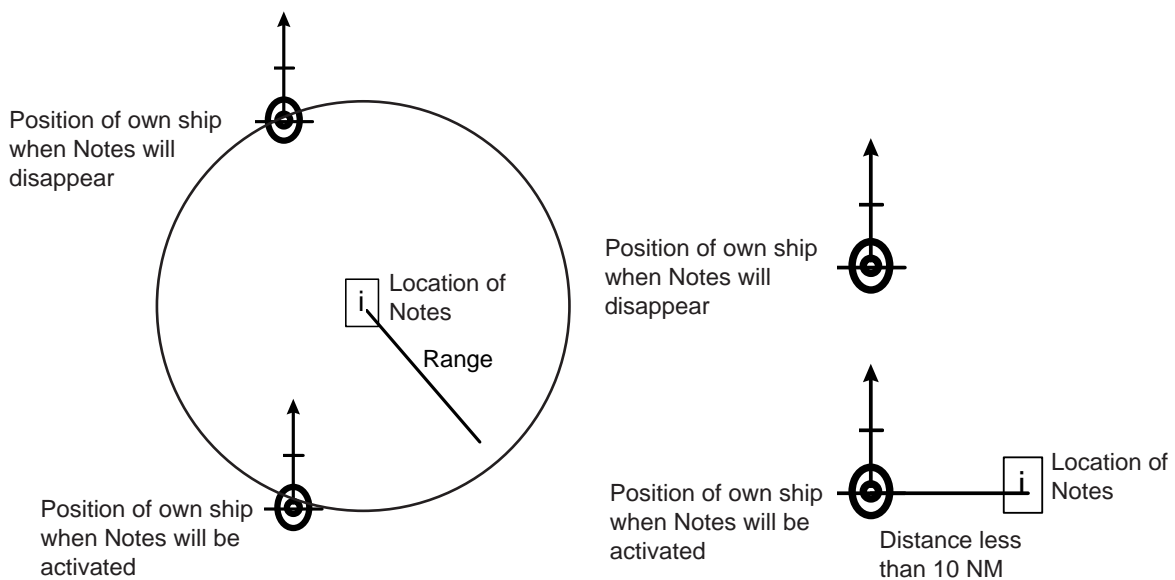 Position of own ship
when Notes will
disappear
i
Location of
Notes
Range
Position of own ship
when Notes will be
activated
Position of own ship
when Notes will
disappear
Position of own ship
when Notes will be
activated
i
Location of
Notes
Distance less
than 10 NM